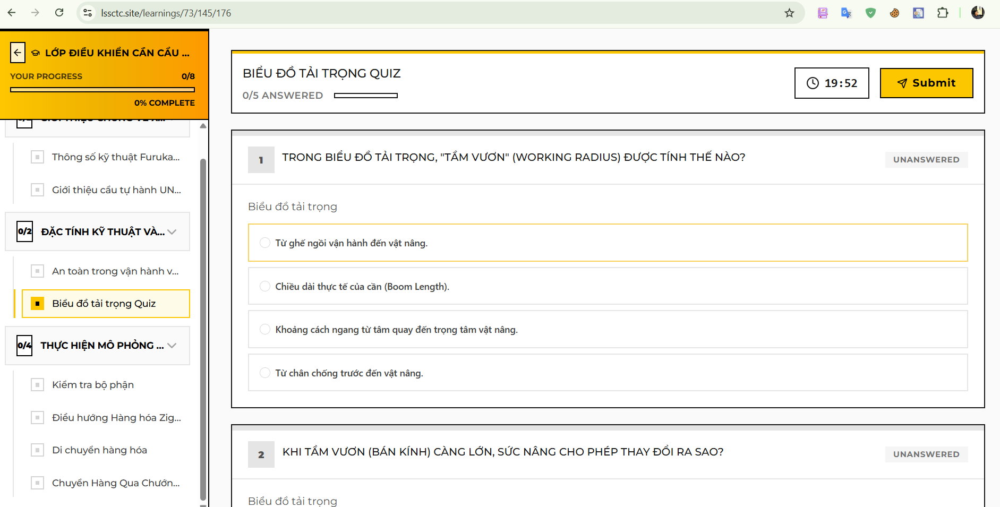 lssctc.site/learnings/73/145/176
LỚP ĐIỀU KHIỂN CẦN CẨU ...
YOUR PROGRESS 0/8
0% COMPLETE
Thông số kỹ thuật Furuka...
Giới thiệu cẩu tự hành UN...
0/2 ĐẶC TÍNH KỸ THUẬT VÀ...
An toàn trong vận hành v...
Biểu đồ tải trọng Quiz
0/4 THỰC HIỆN MÔ PHỎNG ...
Kiểm tra bộ phận
Điều hướng Hàng hóa Zig...
Di chuyển hàng hóa
Chuyển Hàng Qua Chướn...
BIỂU ĐỒ TẢI TRỌNG QUIZ
0/5 ANSWERED
19:52
Submit
1 TRONG BIỂU ĐỒ TẢI TRỌNG, "TẦM VƯƠN" (WORKING RADIUS) ĐƯỢC TÍNH THẾ NÀO?
UNANSWERED
Biểu đồ tải trọng
Từ ghế ngồi vận hành đến vật nâng.
Chiều dài thực tế của cần (Boom Length).
Khoảng cách ngang từ tâm quay đến trọng tâm vật nâng.
Từ chân chống trước đến vật nâng.
2 KHI TẦM VƯƠN (BÁN KÍNH) CÀNG LỚN, SỨC NÂNG CHO PHÉP THAY ĐỔI RA SAO?
UNANSWERED
Biểu đồ tải trọng